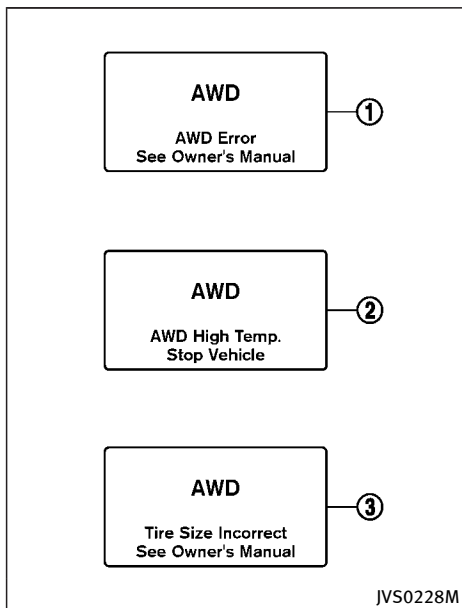 AWD
AWD Error
See Owner's Manual
1
AWD
AWD High Temp.
Stop Vehicle
2
AWD
Tire Size Incorrect
See Owner's Manual
3
JVS0228M